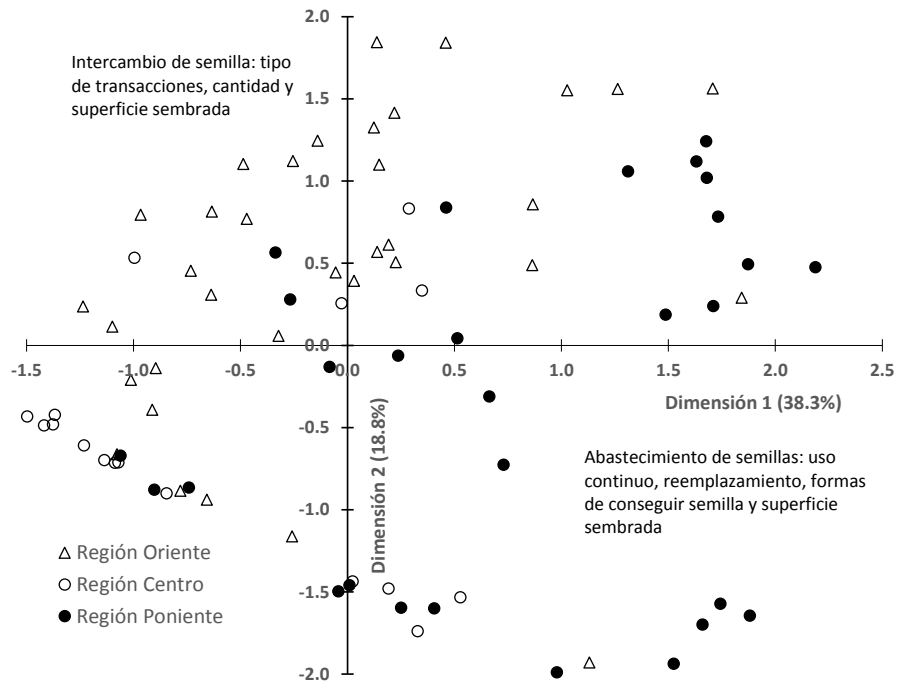 2.0
Intercambio de semilla: tipo
de transacciones, cantidad y
superficie sembrada
1.5
1.0
0.5
0.0
-1.5 -1.0 -0.5 0.0 0.5 1.0 1.5 2.0 2.5
Dimensión 1 (38.3%)
Dimensión 2 (18.8%)
-0.5
Abastecimiento de semillas: uso
continuo, reemplazamiento, formas
de conseguir semilla y superficie
sembrada
-1.0
Región Oriente
Región Centro
-1.5
Región Poniente
-2.0